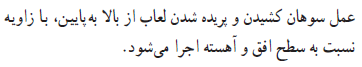 عمل سوهان کشیدن و پریده شدن لعاب از بالا به پایین، با زاویه
نسبت به سطح افق و آهسته اجرا می‌شود.